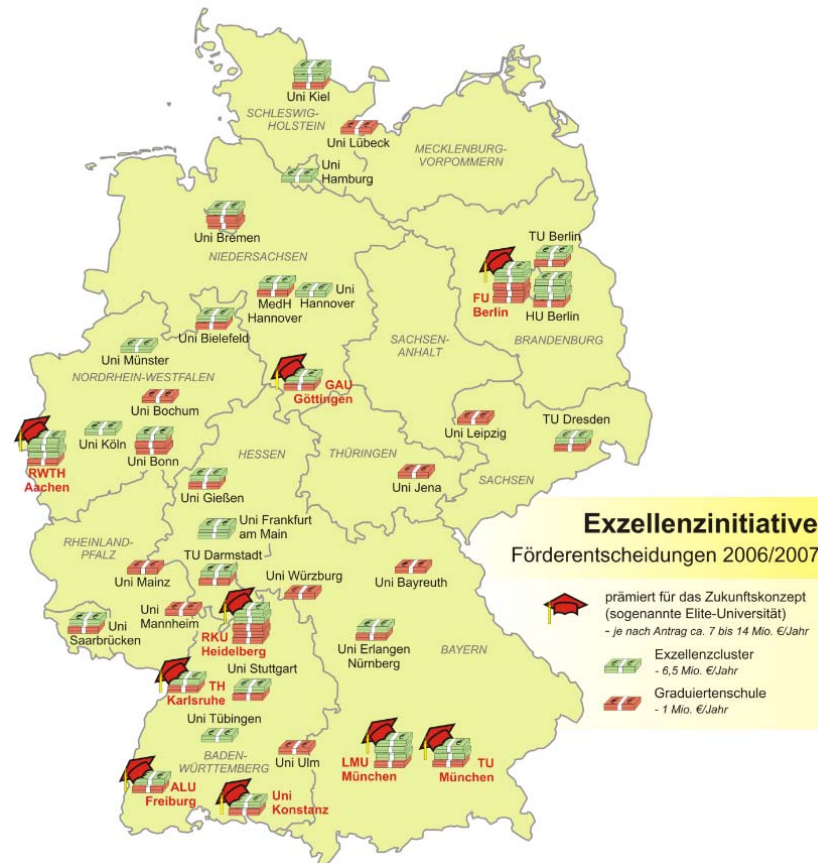 Uni Kiel
SCHLESWIG-
HOLSTEIN
Uni Lübeck
MECKLENBURG-
VORPOMMERN
Uni
Hamburg
Uni Bremen
NIEDERSACHSEN
TU Berlin
FU
Berlin
HU Berlin
MedH
Hannover
Uni
Hannover
Uni Bielefeld
SACHSEN-
ANHALT
BRANDENBURG
Uni Münster
NORDRHEIN-WESTFALEN
GAU
Göttingen
Uni Bochum
Uni Köln
Uni Bonn
Uni Leipzig
TU Dresden
RWTH
Aachen
HESSEN
THÜRINGEN
Uni Gießen
Uni Jena
SACHSEN
Uni Frankfurt
am Main
RHEINLAND-
PFALZ
TU Darmstadt
Uni Mainz
Uni Würzburg
Uni Bayreuth
Uni
Mannheim
Uni
Saarbrücken
RKU
Heidelberg
Uni Erlangen
Nürnberg
BAYERN
Uni Stuttgart
TH
Karlsruhe
Uni Tübingen
BADEN-
WÜRTTEMBERG
Uni Ulm
LMU
München
TU
München
ALU
Freiburg
Uni
Konstanz
Exzellenzinitiative
Förderentscheidungen 2006/2007
prämiert für das Zukunftskonzept
(sogenannte Elite-Universität)
- je nach Antrag ca. 7 bis 14 Mio. €/Jahr
Exzellenzcluster
- 6,5 Mio. €/Jahr
Graduiertenschule
- 1 Mio. €/Jahr